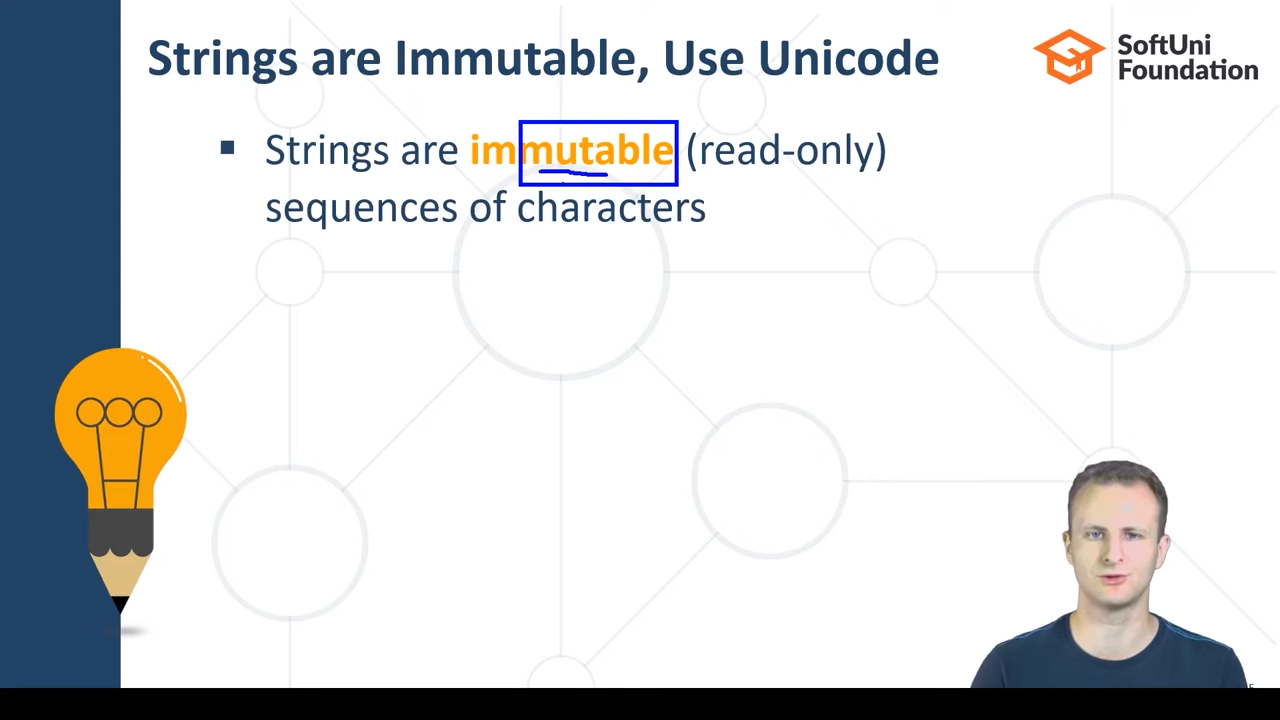 Strings are Immutable, Use Unicode
SoftUni
Foundation
▪ Strings are immutable (read-only)
sequences of characters